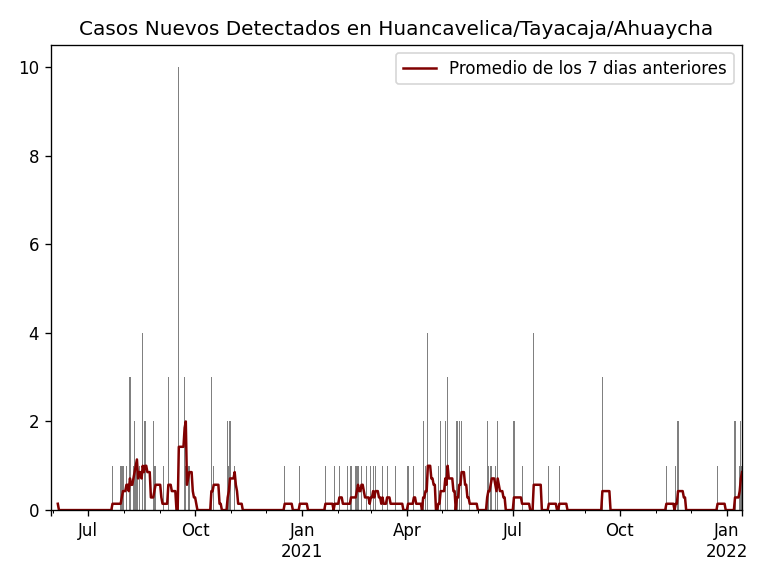 Casos Nuevos Detectados en Huancavelica/Tayacaja/Ahuaycha
Promedio de los 7 dias anteriores
10
8
6
4
2
0
Jul
Oct
Jan
2021
Apr
Jul
Oct
Jan
2022